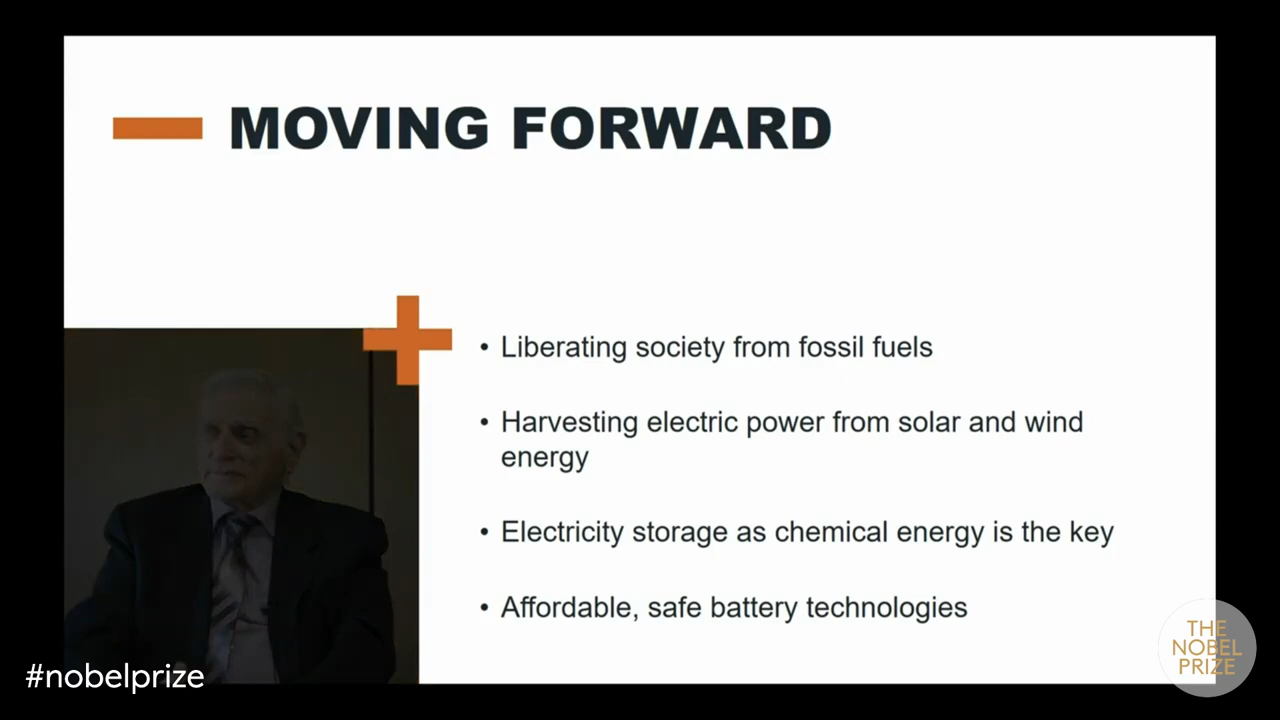 MOVING FORWARD
• Liberating society from fossil fuels
• Harvesting electric power from solar and wind
energy
• Electricity storage as chemical energy is the key
• Affordable, safe battery technologies
#nobelprize
THE
NOBEL
PRIZE